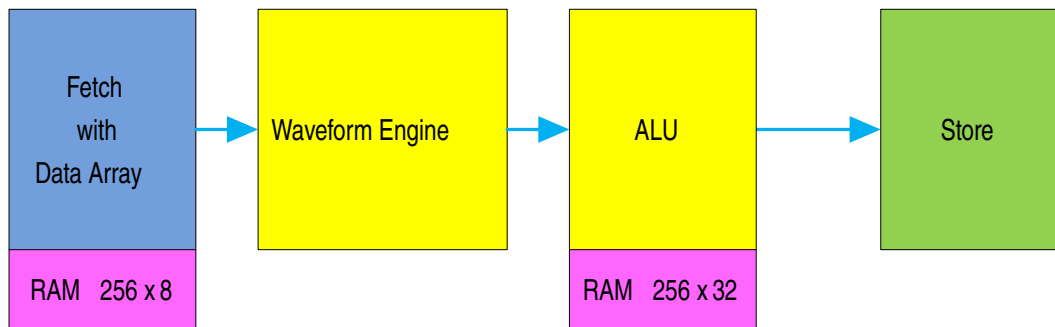 Fetch
with
Data Array
RAM 256 x 8
Waveform Engine
ALU
RAM 256 x 32
Store